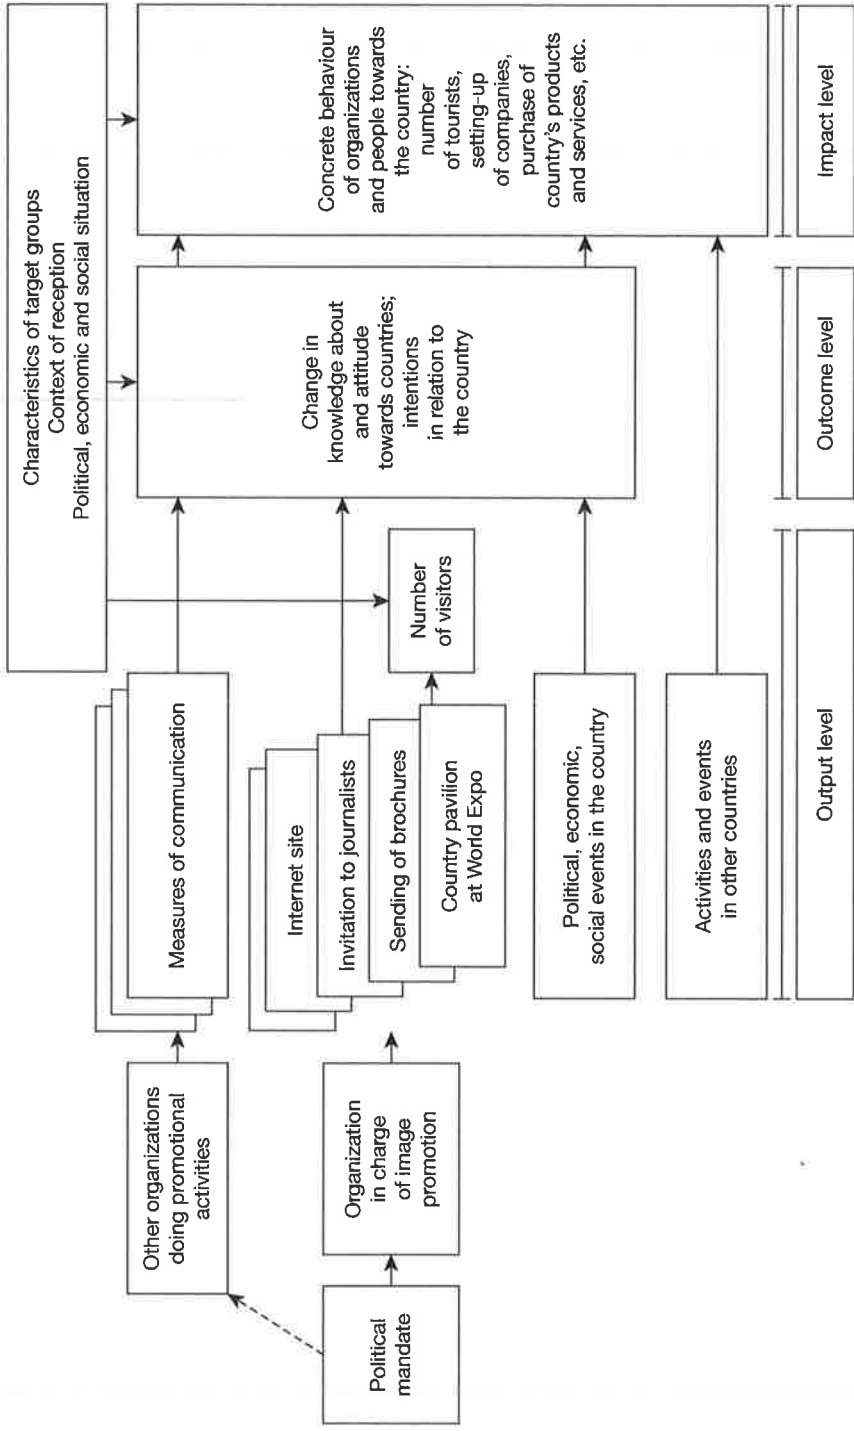 Political
mandate
Other organizations
doing promotional
activities
Organization
in charge
of image
promotion
Measures of communication
Internet site
Invitation to journalists
Sending of brochures
Country pavilion
at World Expo
Number
of visitors
Political, economic,
social events in the country
Activities and events
in other countries
Characteristics of target groups
Context of reception
Political, economic and social situation
Change in
knowledge about
and attitude
towards countries;
intentions
in relation to
the country
Concrete behaviour
of organizations
and people towards
the country:
number
of tourists,
setting-up
of companies,
purchase of
country's products
and services, etc.
Output level
Outcome level
Impact level